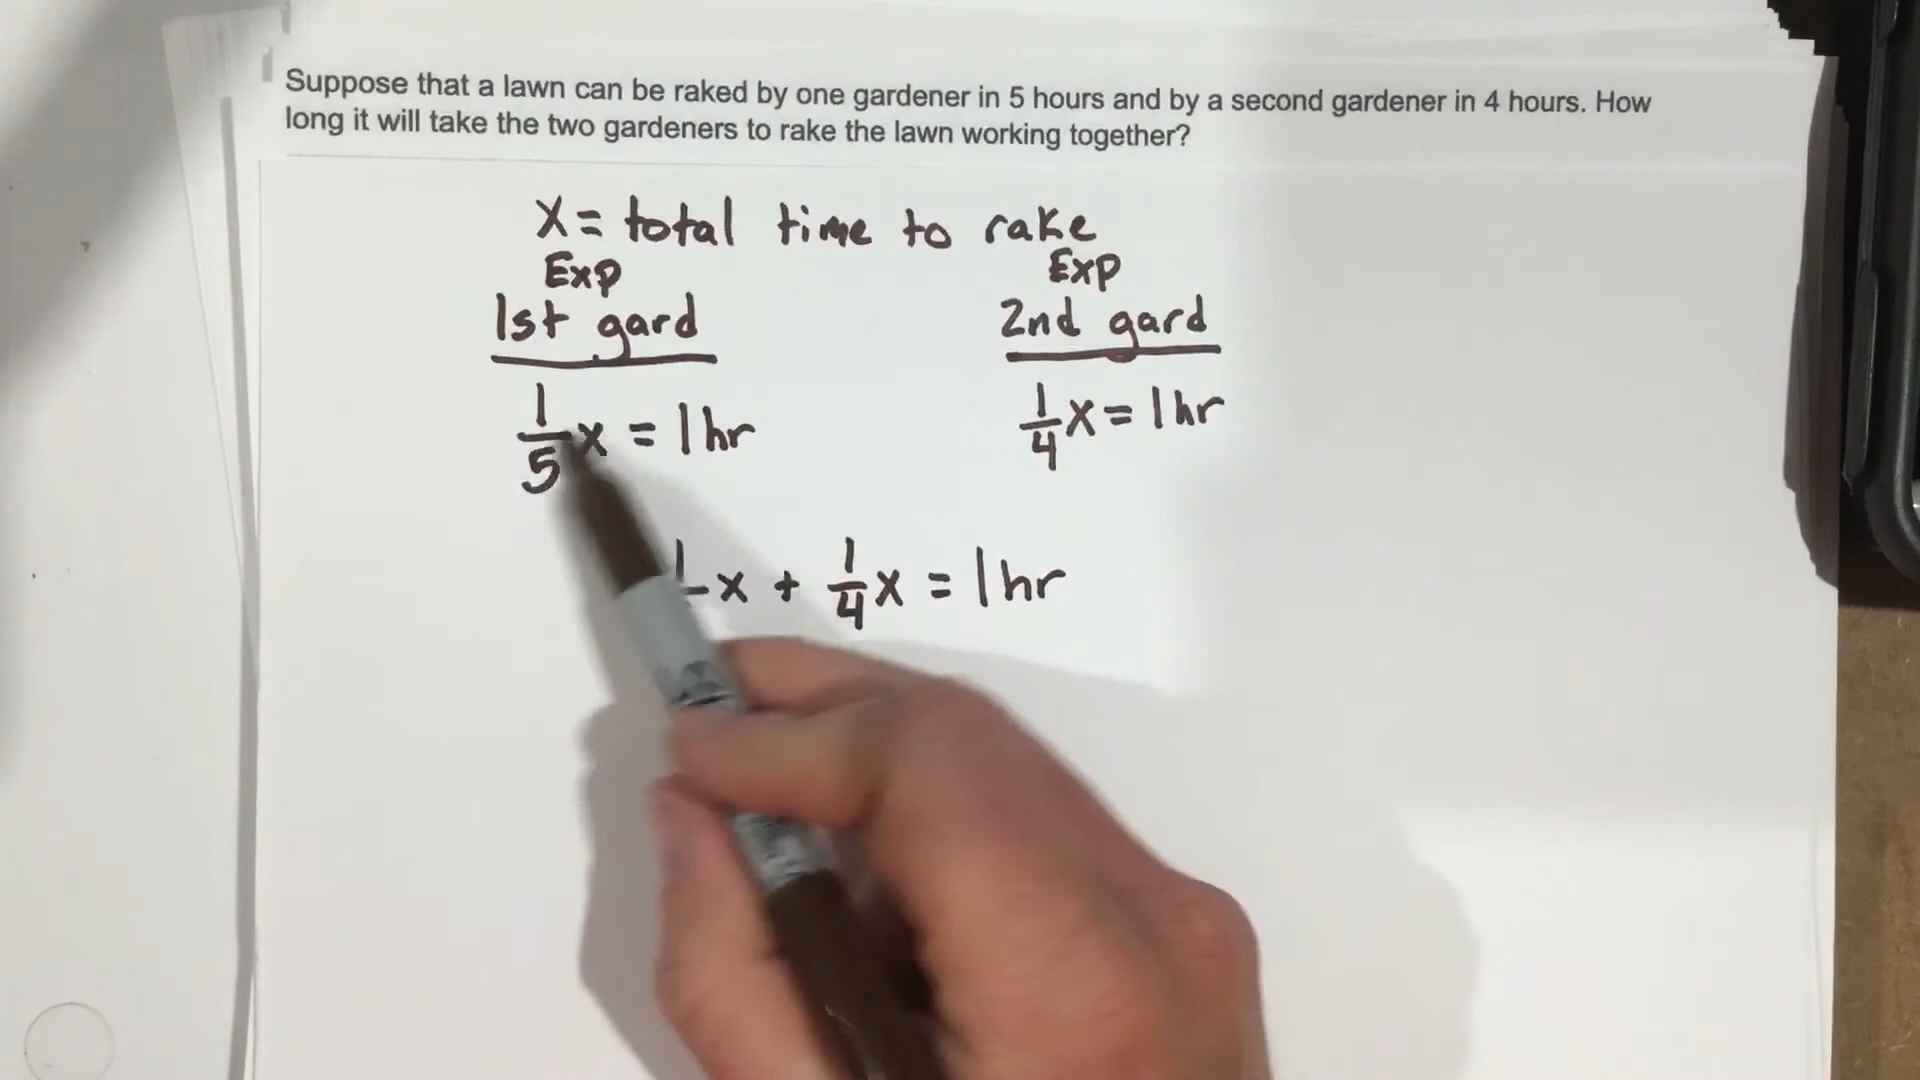 Suppose that a lawn can be raked by one gardener in 5 hours and by a second gardener in 4 hours. How
long it will take the two gardeners to rake the lawn working together?
x = total time to rake
Exp Exp
1st gard 2nd gard
1/5 x = 1 hr 1/4 x = 1 hr
x + 1/4 x = 1 hr